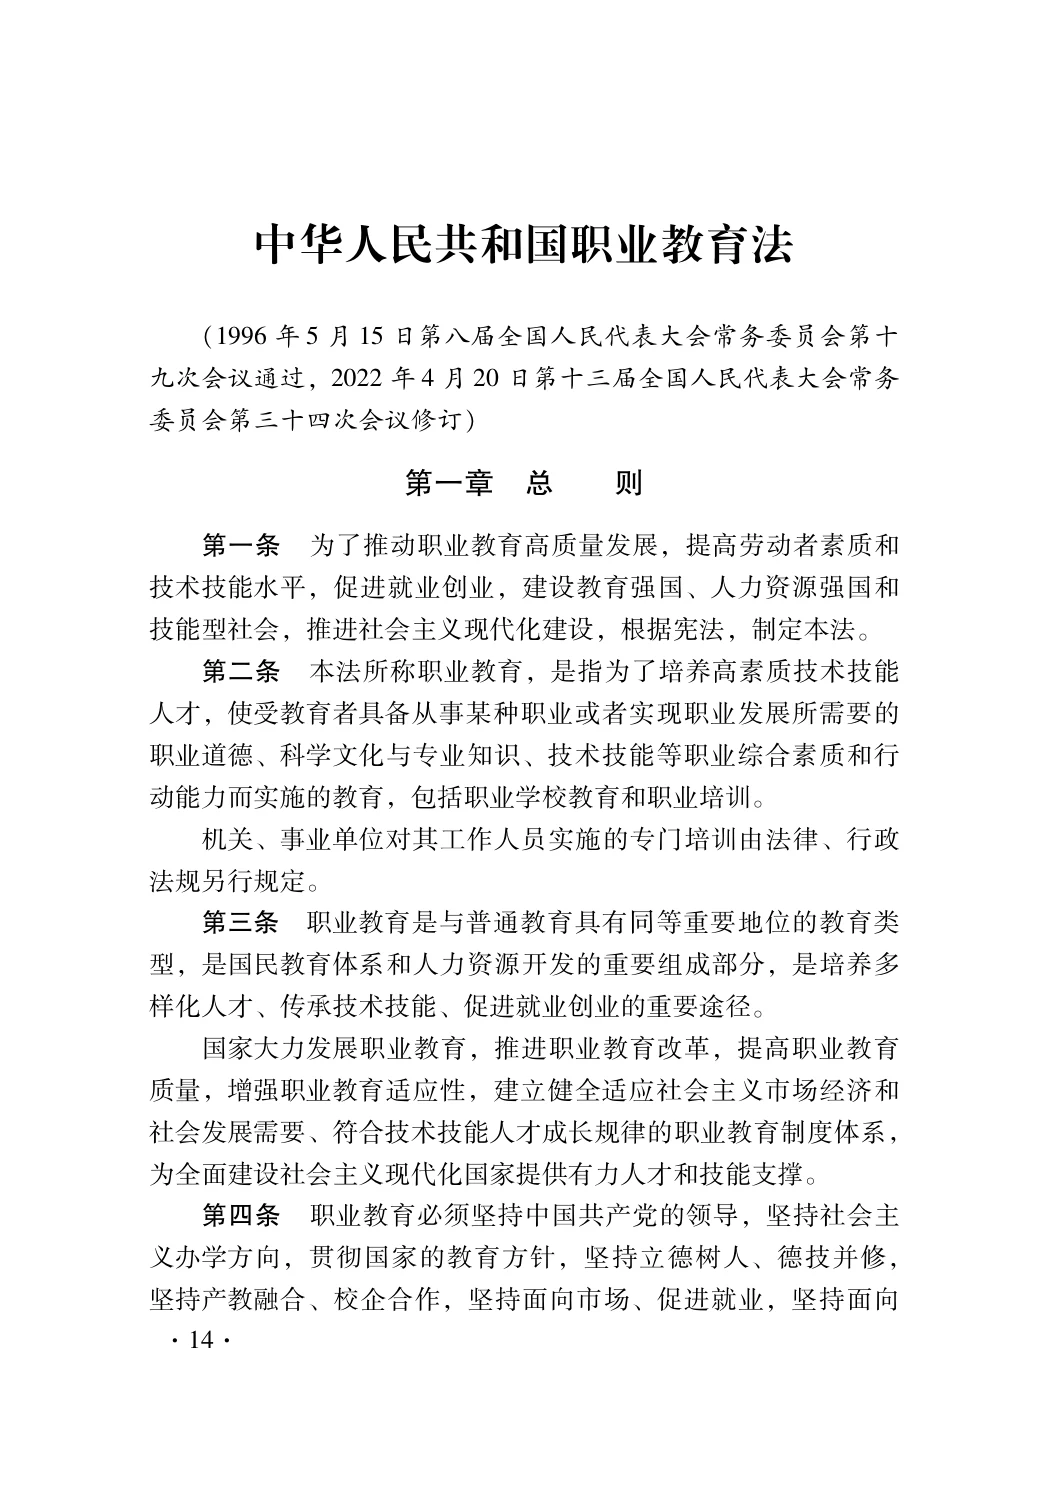 中华人民共和国职业教育法
（1996 年 5 月 15 日第八届全国人民代表大会常务委员会第十
九次会议通过，2022 年 4 月 20 日第十三届全国人民代表大会常务
委员会第三十四次会议修订）
第一章　总　　则
第一条　为了推动职业教育高质量发展，提高劳动者素质和
技术技能水平，促进就业创业，建设教育强国、人力资源强国和
技能型社会，推进社会主义现代化建设，根据宪法，制定本法。
第二条　本法所称职业教育，是指为了培养高素质技术技能
人才，使受教育者具备从事某种职业或者实现职业发展所需要的
职业道德、科学文化与专业知识、技术技能等职业综合素质和行
动能力而实施的教育，包括职业学校教育和职业培训。
机关、事业单位对其工作人员实施的专门培训由法律、行政
法规另行规定。
第三条　职业教育是与普通教育具有同等重要地位的教育类
型，是国民教育体系和人力资源开发的重要组成部分，是培养多
样化人才、传承技术技能、促进就业创业的重要途径。
国家大力发展职业教育，推进职业教育改革，提高职业教育
质量，增强职业教育适应性，建立健全适应社会主义市场经济和
社会发展需要、符合技术技能人才成长规律的职业教育制度体系，
为全面建设社会主义现代化国家提供有力人才和技能支撑。
第四条　职业教育必须坚持中国共产党的领导，坚持社会主
义办学方向，贯彻国家的教育方针，坚持立德树人、德技并修，
坚持产教融合、校企合作，坚持面向市场、促进就业，坚持面向
· 14 ·